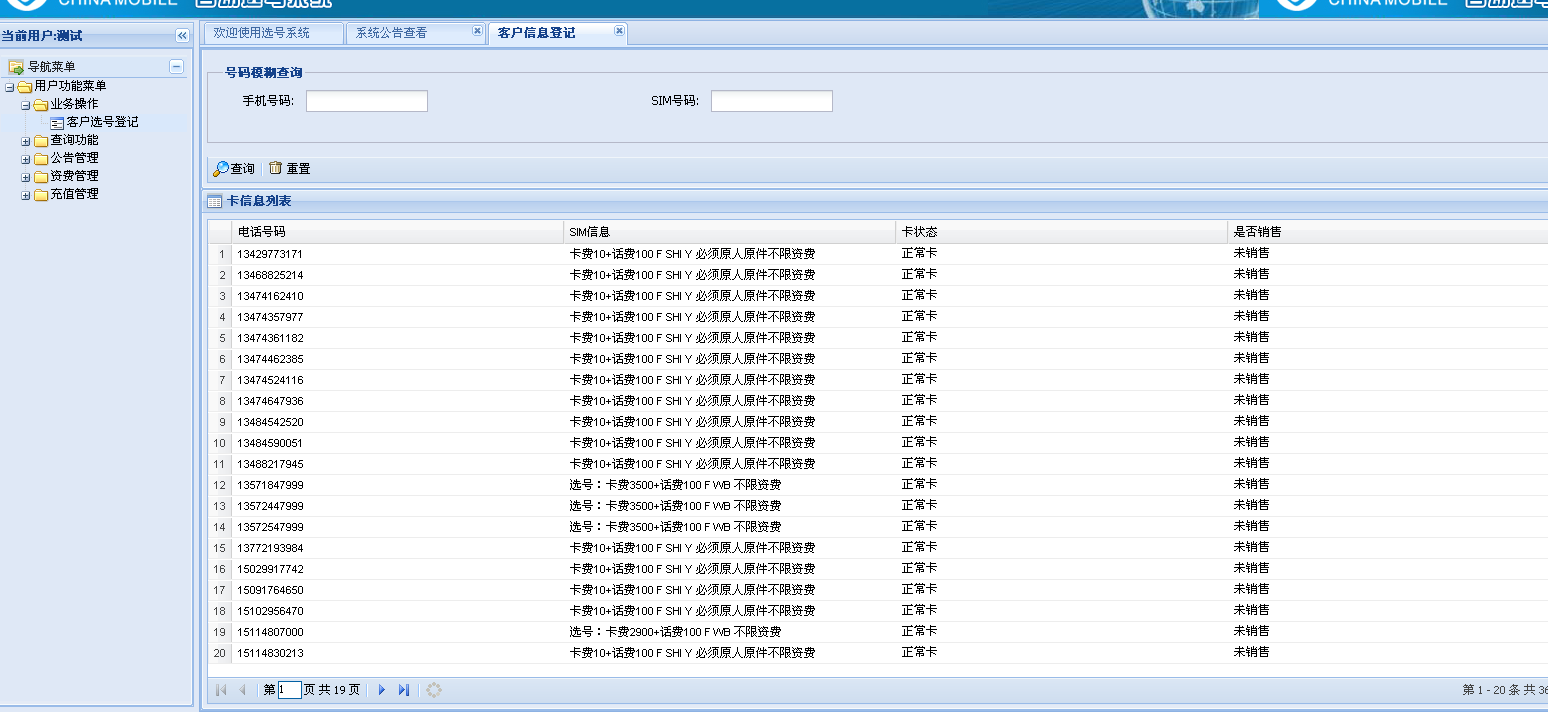 CHINA MOBILE 自动选号系统 CHINA MOBILE
当前用户:测试
欢迎使用选号系统 系统公告查看 客户信息登记
导航菜单
用户功能菜单
业务操作
客户选号登记
查询功能
公告管理
资费管理
充值管理
号码模糊查询
手机号码: SIM号码:
查询 重置
卡信息列表
电话号码 SIM信息 卡状态 是否销售
1 13429773171 卡费10+话费100 F SHI Y 必须原人原件不限资费 正常卡 未销售
2 13468825214 卡费10+话费100 F SHI Y 必须原人原件不限资费 正常卡 未销售
3 13474162410 卡费10+话费100 F SHI Y 必须原人原件不限资费 正常卡 未销售
4 13474357977 卡费10+话费100 F SHI Y 必须原人原件不限资费 正常卡 未销售
5 13474361182 卡费10+话费100 F SHI Y 必须原人原件不限资费 正常卡 未销售
6 13474462385 卡费10+话费100 F SHI Y 必须原人原件不限资费 正常卡 未销售
7 13474524116 卡费10+话费100 F SHI Y 必须原人原件不限资费 正常卡 未销售
8 13474647936 卡费10+话费100 F SHI Y 必须原人原件不限资费 正常卡 未销售
9 13484542520 卡费10+话费100 F SHI Y 必须原人原件不限资费 正常卡 未销售
10 13484590051 卡费10+话费100 F SHI Y 必须原人原件不限资费 正常卡 未销售
11 13488217945 卡费10+话费100 F SHI Y 必须原人原件不限资费 正常卡 未销售
12 13571847999 选号：卡费3500+话费100 F WB 不限资费 正常卡 未销售
13 13572447999 选号：卡费3500+话费100 F WB 不限资费 正常卡 未销售
14 13572547999 选号：卡费3500+话费100 F WB 不限资费 正常卡 未销售
15 13772193984 卡费10+话费100 F SHI Y 必须原人原件不限资费 正常卡 未销售
16 15029917742 卡费10+话费100 F SHI Y 必须原人原件不限资费 正常卡 未销售
17 15091764650 卡费10+话费100 F SHI Y 必须原人原件不限资费 正常卡 未销售
18 15102956470 卡费10+话费100 F SHI Y 必须原人原件不限资费 正常卡 未销售
19 15114807000 选号：卡费2900+话费100 F WB 不限资费 正常卡 未销售
20 15114830213 卡费10+话费100 F SHI Y 必须原人原件不限资费 正常卡 未销售
第 1 页 共 19 页 第 1 - 20 条 共 36